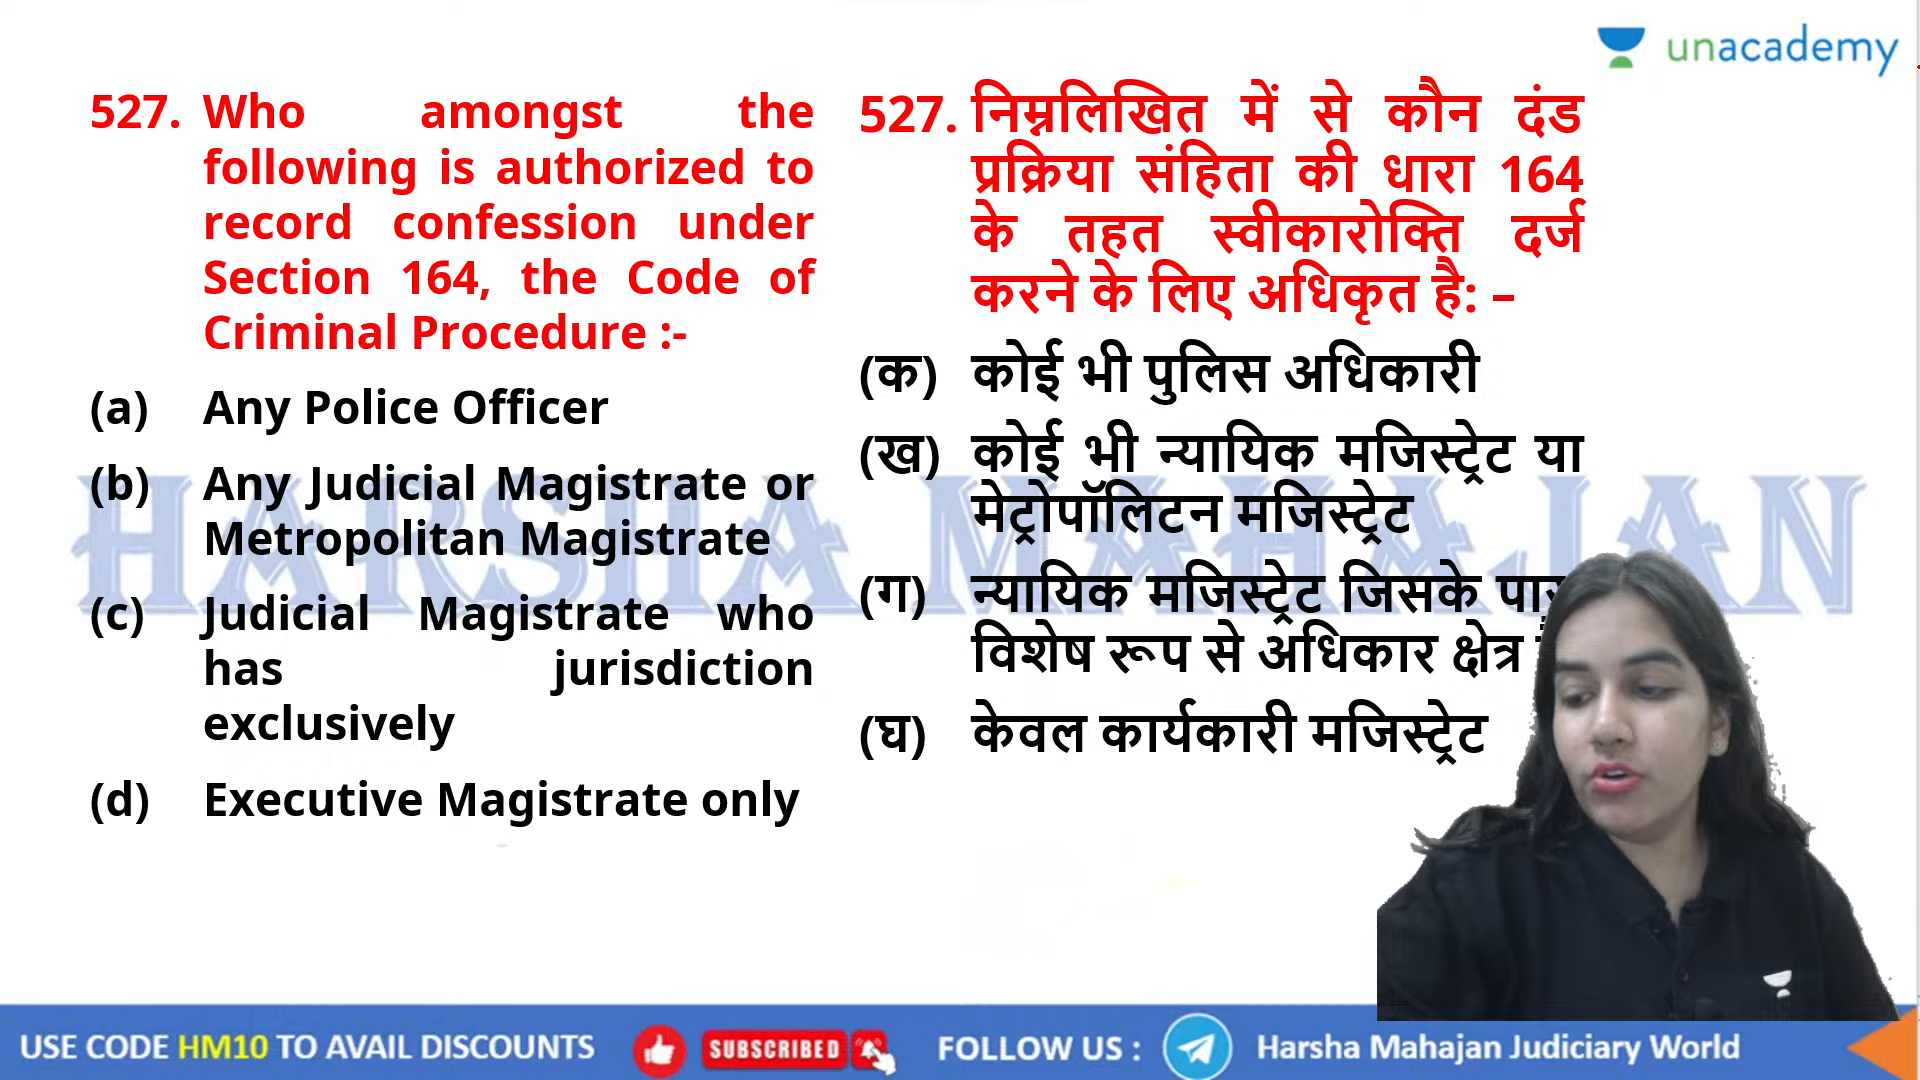 unacademy
527. Who amongst the
following is authorized to
record confession under
Section 164, the Code of
Criminal Procedure :-
(a) Any Police Officer
(b) Any Judicial Magistrate or
Metropolitan Magistrate
(c) Judicial Magistrate who
has jurisdiction
exclusively
(d) Executive Magistrate only
527. निम्नलिखित में से कौन दंड
प्रक्रिया संहिता की धारा 164
के तहत स्वीकारोक्ति दर्ज
करने के लिए अधिकृत है: –
(क) कोई भी पुलिस अधिकारी
(ख) कोई भी न्यायिक मजिस्ट्रेट या
मेट्रोपॉलिटन मजिस्ट्रेट
(ग) न्यायिक मजिस्ट्रेट जिसके
विशेष रूप से अधिकार क्षेत्र
(घ) केवल कार्यकारी मजिस्ट्रेट
HARSHA MAHAJAN
USE CODE HM10 TO AVAIL DISCOUNTS
SUBSCRIBED
FOLLOW US :
Harsha Mahajan Judiciary World